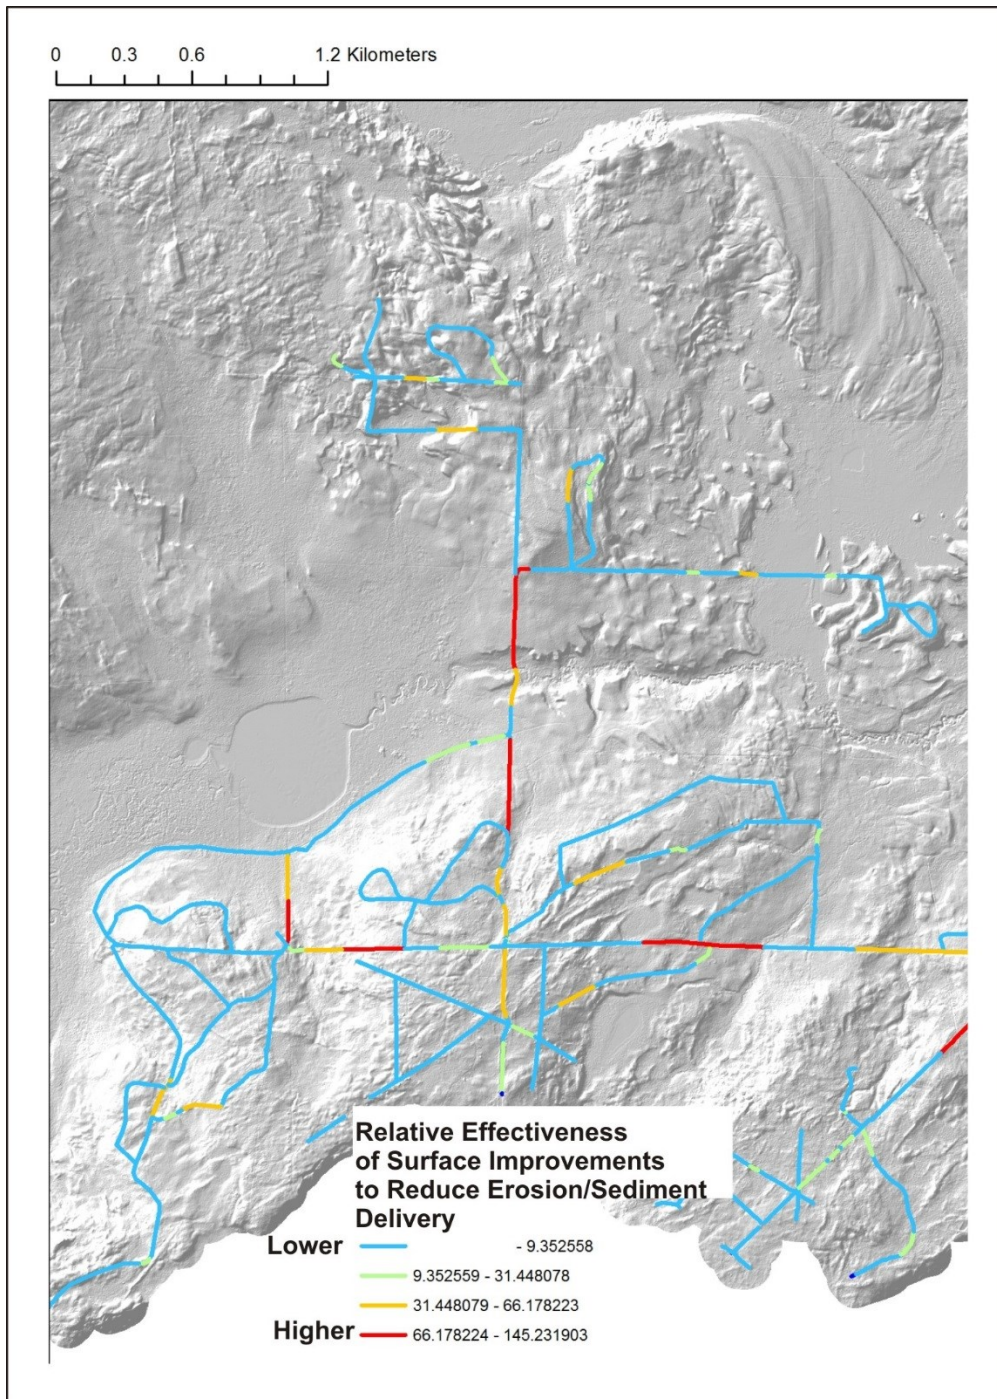 0 0.3 0.6 1.2 Kilometers
Relative Effectiveness
of Surface Improvements
to Reduce Erosion/Sediment
Delivery
Lower - 9.352558
9.352559 - 31.448078
31.448079 - 66.178223
Higher 66.178224 - 145.231903